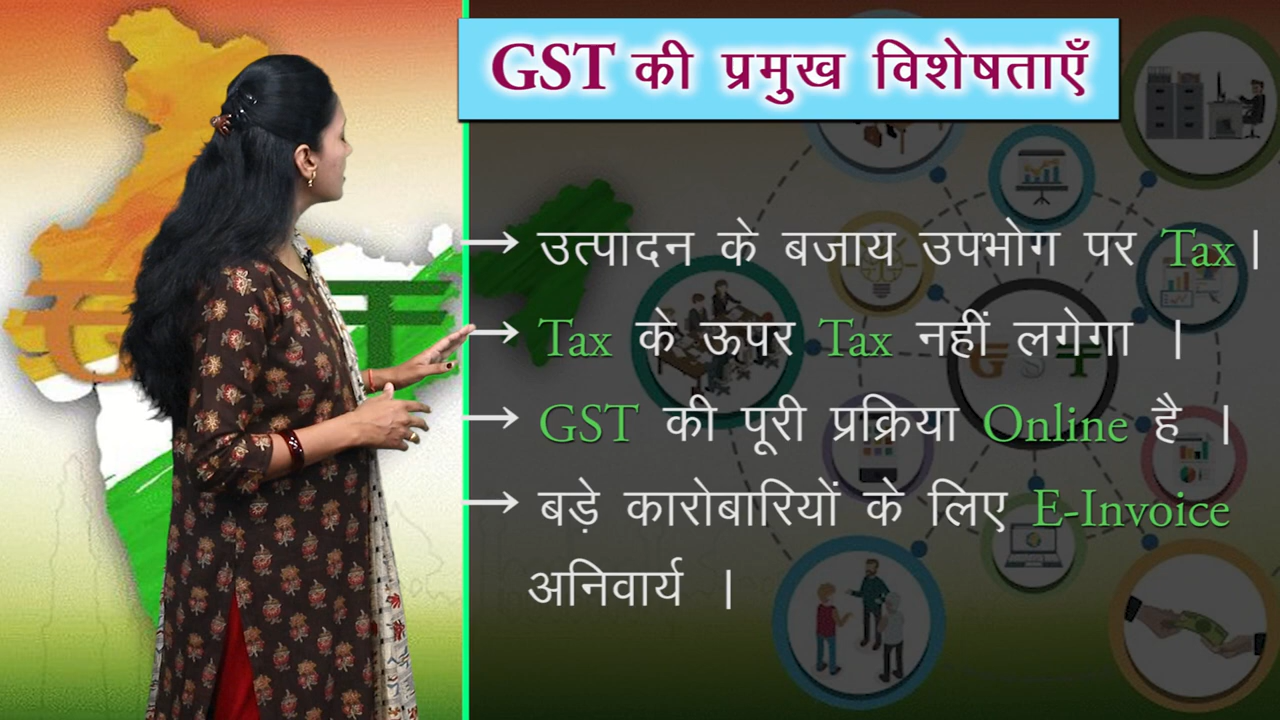 GST की प्रमुख विशेषताएँ
→ उत्पादन के बजाय उपभोग पर Tax।
→ Tax के ऊपर Tax नहीं लगेगा ।
→ GST की पूरी प्रक्रिया Online है ।
→ बड़े कारोबारियों के लिए E-Invoice
अनिवार्य ।
G S T